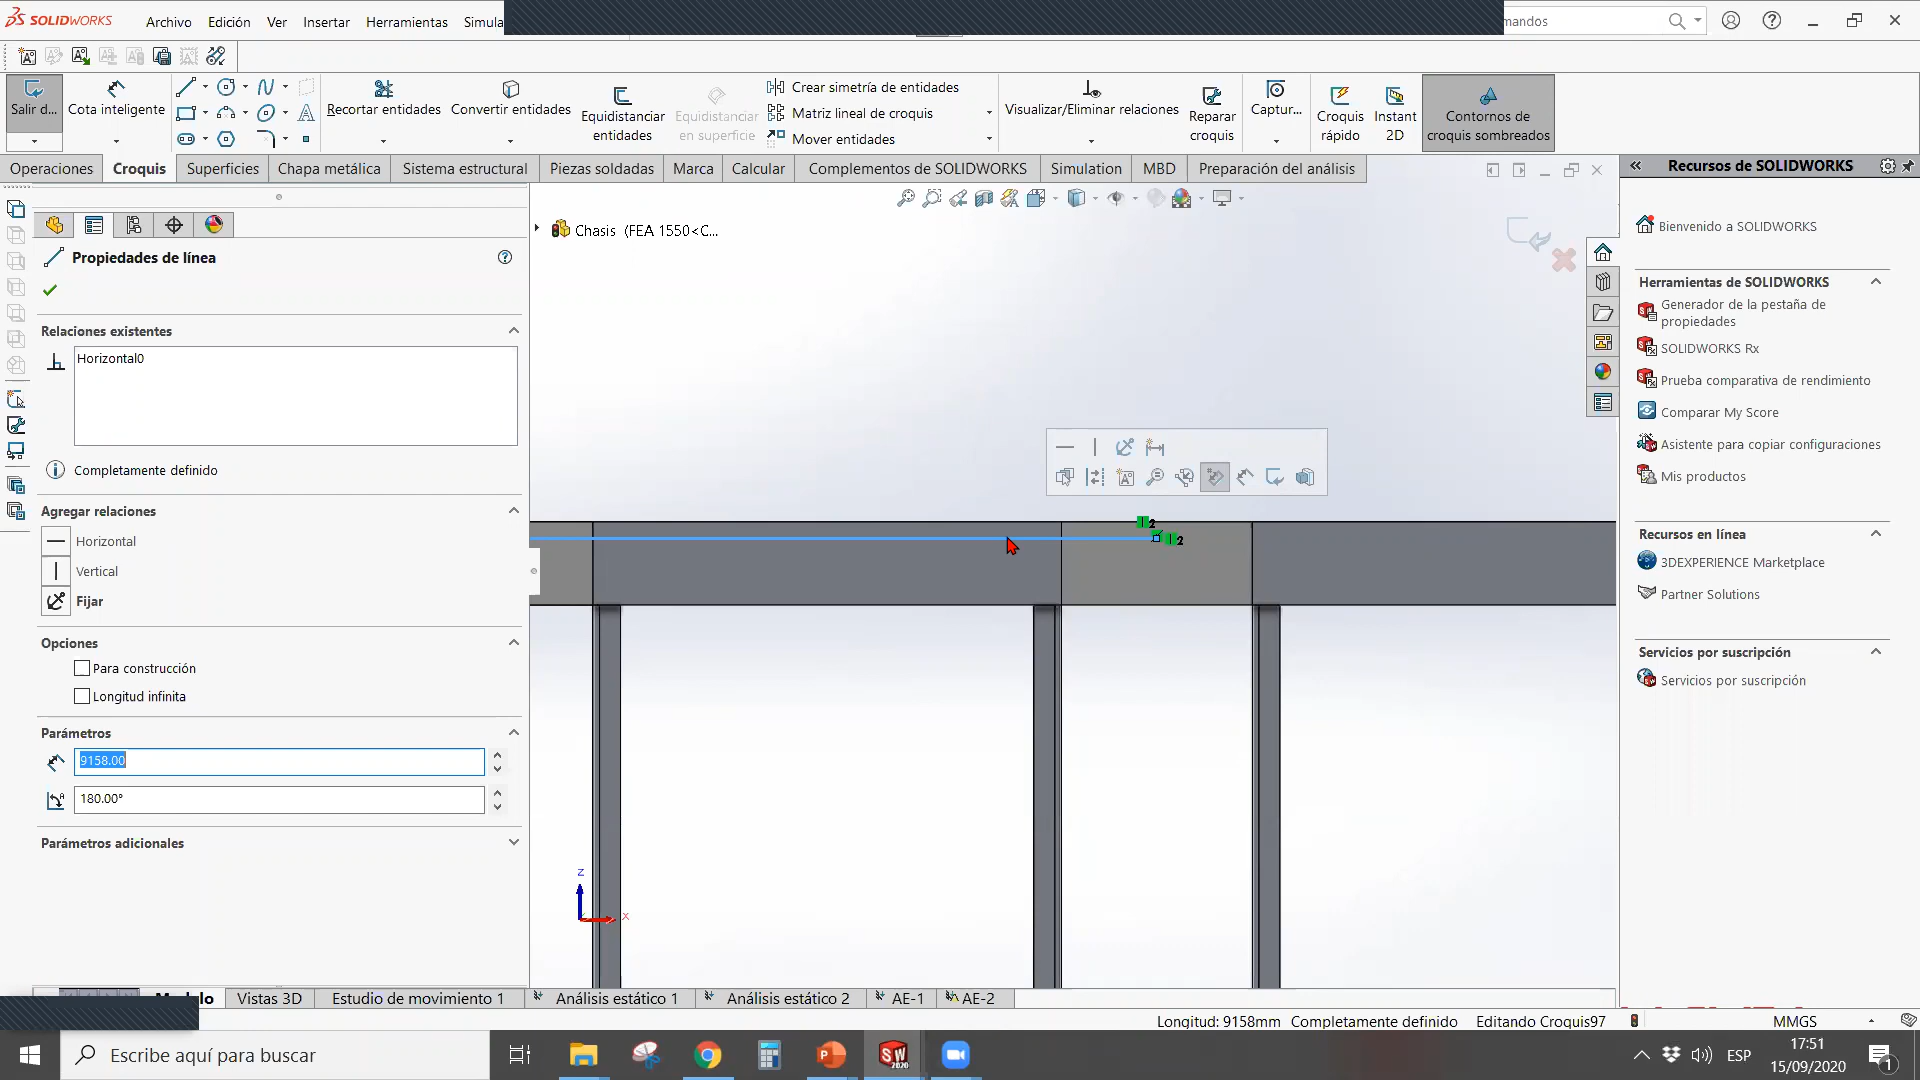 SOLIDWORKS Archivo Edición Ver Insertar Herramientas Simula
mandos
Salir d...
Cota inteligente
Recortar entidades
Convertir entidades
Equidistanciar entidades
Equidistanciar en superficie
Crear simetría de entidades
Matriz lineal de croquis
Mover entidades
Visualizar/Eliminar relaciones
Reparar croquis
Captur...
Croquis rápido
Instant 2D
Contornos de croquis sombreados
Operaciones Croquis Superficies Chapa metálica Sistema estructural Piezas soldadas Marca Calcular Complementos de SOLIDWORKS Simulation MBD Preparación del análisis
Propiedades de línea
Relaciones existentes
Horizontal0
Completamente definido
Agregar relaciones
Horizontal
Vertical
Fijar
Opciones
Para construcción
Longitud infinita
Parámetros
9158.00
180.00°
Parámetros adicionales
Chasis (FEA 1550<C...
2
2
Z
X
Recursos de SOLIDWORKS
Bienvenido a SOLIDWORKS
Herramientas de SOLIDWORKS
Generador de la pestaña de
propiedades
SOLIDWORKS Rx
Prueba comparativa de rendimiento
Comparar My Score
Asistente para copiar configuraciones
Mis productos
Recursos en línea
3DEXPERIENCE Marketplace
Partner Solutions
Servicios por suscripción
Servicios por suscripción
Vistas 3D Estudio de movimiento 1 Análisis estático 1 Análisis estático 2 AE-1 AE-2
Longitud: 9158mm Completamente definido Editando Croquis97 MMGS
Escribe aquí para buscar
SW
2020
ESP
17:51
15/09/2020
1